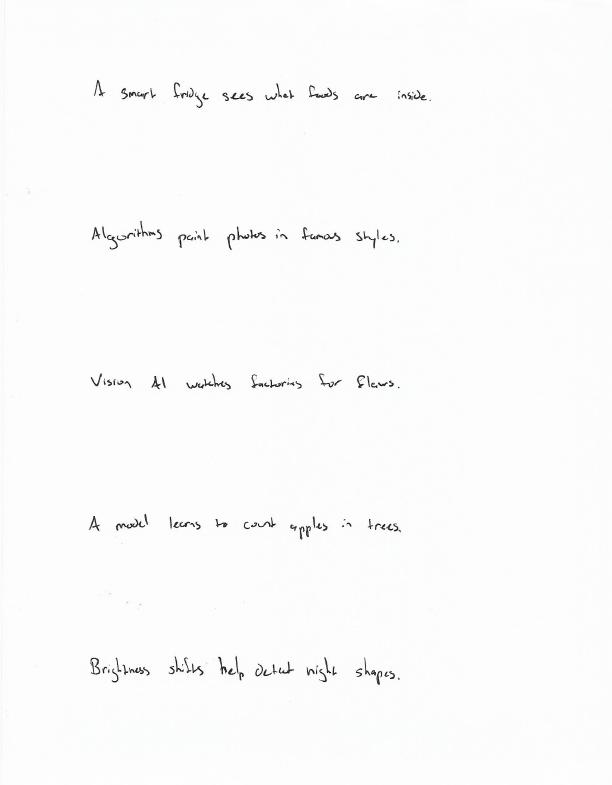 A smart fridge sees what foods are inside.
Algorithms paint photos in famous styles.
Vision AI watches factories for flaws.
A model learns to count apples in trees.
Brightness shifts help detect night shapes.